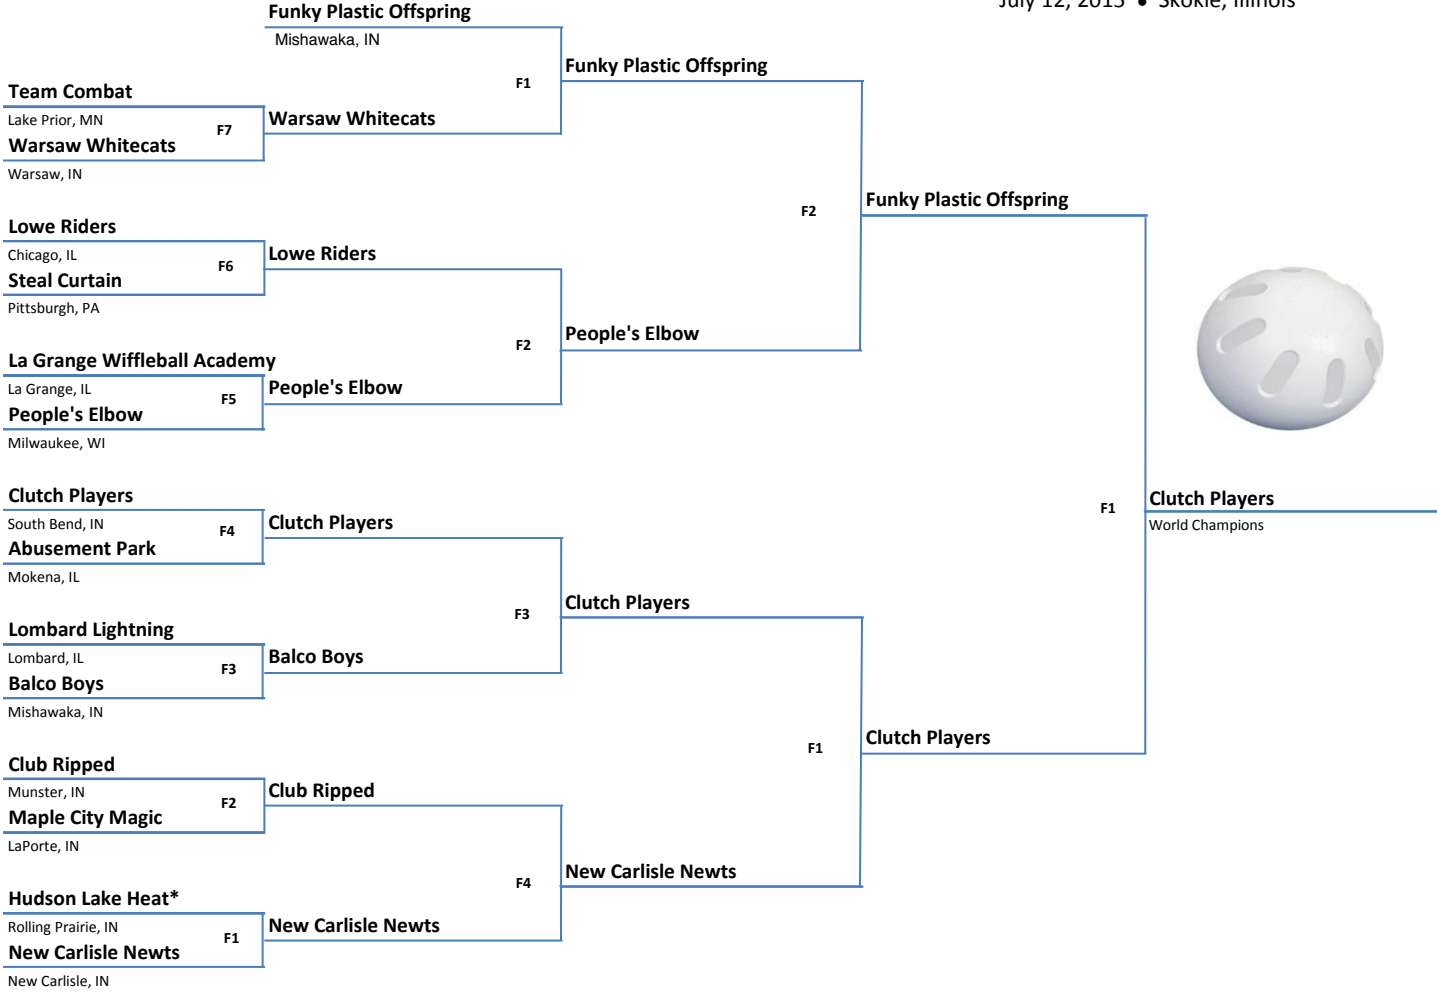 July 12, 2015 • Skokie, Illinois
Funky Plastic Offspring
Mishawaka, IN
F1
Funky Plastic Offspring
Team Combat
Lake Prior, MN
F7
Warsaw Whitecats
Warsaw Whitecats
Warsaw, IN
F2
Funky Plastic Offspring
Lowe Riders
Chicago, IL
F6
Lowe Riders
Steal Curtain
Pittsburgh, PA
F2
People's Elbow
La Grange Wiffleball Academy
La Grange, IL
F5
People's Elbow
People's Elbow
Milwaukee, WI
Clutch Players
South Bend, IN
F4
Clutch Players
Abusement Park
Mokena, IL
F1
Clutch Players
World Champions
F3
Clutch Players
Lombard Lightning
Lombard, IL
F3
Balco Boys
Balco Boys
Mishawaka, IN
F1
Clutch Players
Club Ripped
Munster, IN
F2
Club Ripped
Maple City Magic
LaPorte, IN
F4
New Carlisle Newts
Hudson Lake Heat*
Rolling Prairie, IN
F1
New Carlisle Newts
New Carlisle Newts
New Carlisle, IN